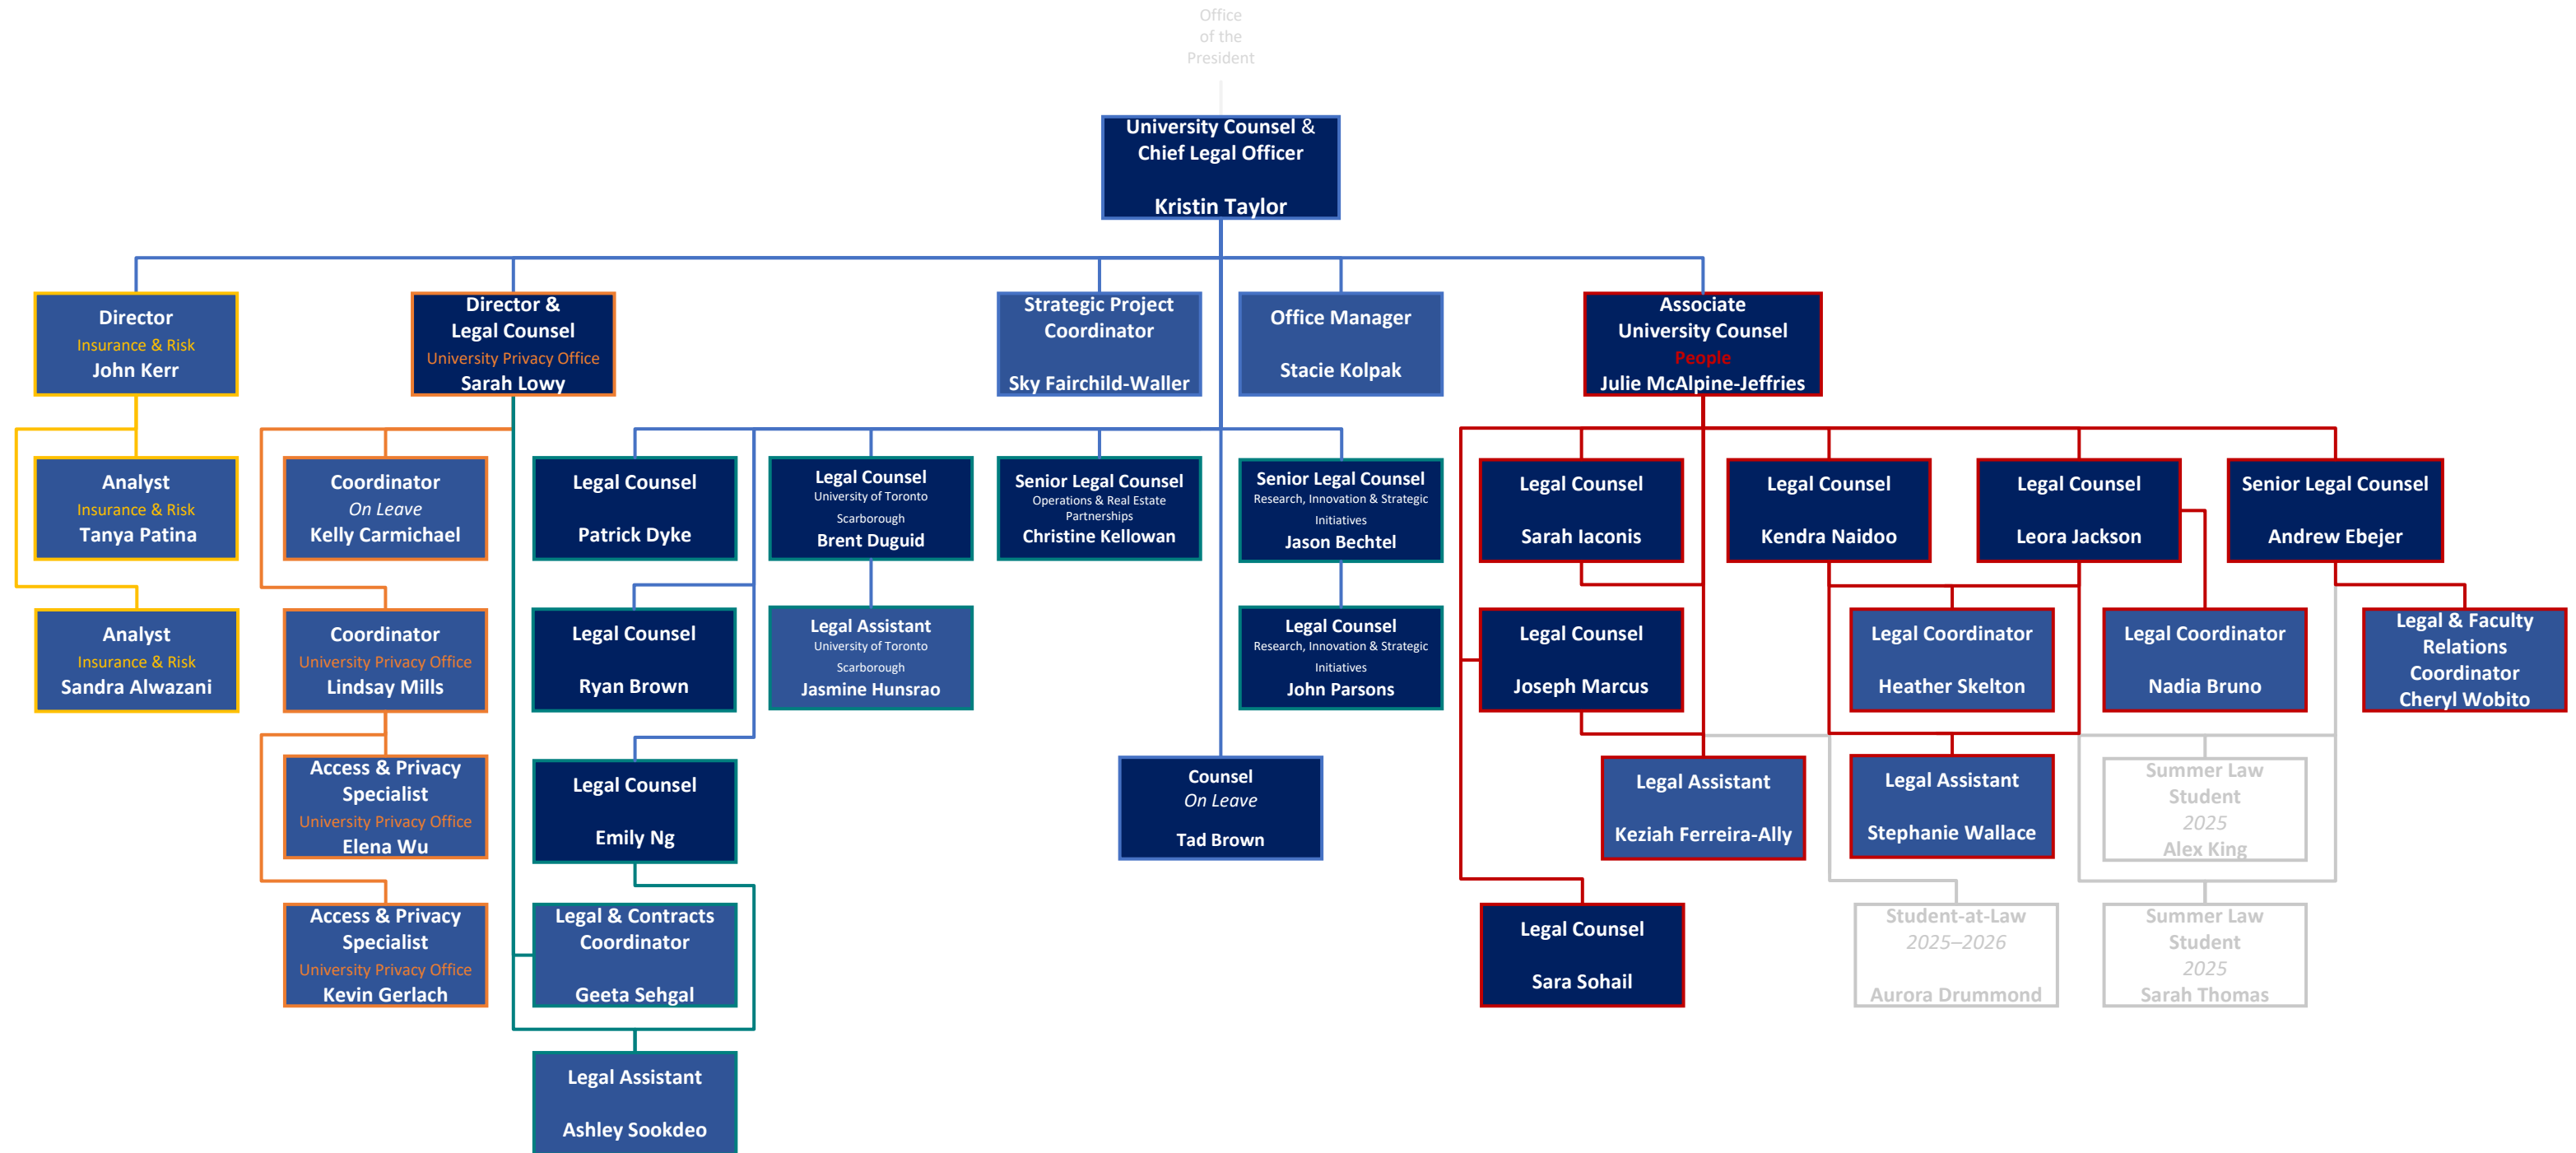 Office
of the
President
University Counsel &
Chief Legal Officer
Kristin Taylor
Director
Insurance & Risk
John Kerr
Director &
Legal Counsel
University Privacy Office
Sarah Lowy
Strategic Project
Coordinator
Sky Fairchild-Waller
Office Manager
Stacie Kolpak
Associate
University Counsel
People
Julie McAlpine-Jeffries
Analyst
Insurance & Risk
Tanya Patina
Coordinator
On Leave
Kelly Carmichael
Legal Counsel
Patrick Dyke
Legal Counsel
University of Toronto
Scarborough
Brent Duguid
Senior Legal Counsel
Operations & Real Estate
Partnerships
Christine Kellowan
Senior Legal Counsel
Research, Innovation & Strategic
Initiatives
Jason Bechtel
Legal Counsel
Sarah Iaconis
Legal Counsel
Kendra Naidoo
Legal Counsel
Leora Jackson
Senior Legal Counsel
Andrew Ebejer
Analyst
Insurance & Risk
Sandra Alwazani
Coordinator
University Privacy Office
Lindsay Mills
Legal Counsel
Ryan Brown
Legal Assistant
University of Toronto
Scarborough
Jasmine Hunsrao
Legal Counsel
Research, Innovation & Strategic
Initiatives
John Parsons
Legal Counsel
Joseph Marcus
Legal Coordinator
Heather Skelton
Legal Coordinator
Nadia Bruno
Legal & Faculty
Relations
Coordinator
Cheryl Wobito
Access & Privacy
Specialist
University Privacy Office
Elena Wu
Legal Counsel
Emily Ng
Counsel
On Leave
Tad Brown
Legal Assistant
Keziah Ferreira-Ally
Legal Assistant
Stephanie Wallace
Summer Law
Student
2025
Alex King
Access & Privacy
Specialist
University Privacy Office
Kevin Gerlach
Legal & Contracts
Coordinator
Geeta Sehgal
Legal Counsel
Sara Sohail
Student-at-Law
2025–2026
Aurora Drummond
Summer Law
Student
2025
Sarah Thomas
Legal Assistant
Ashley Sookdeo